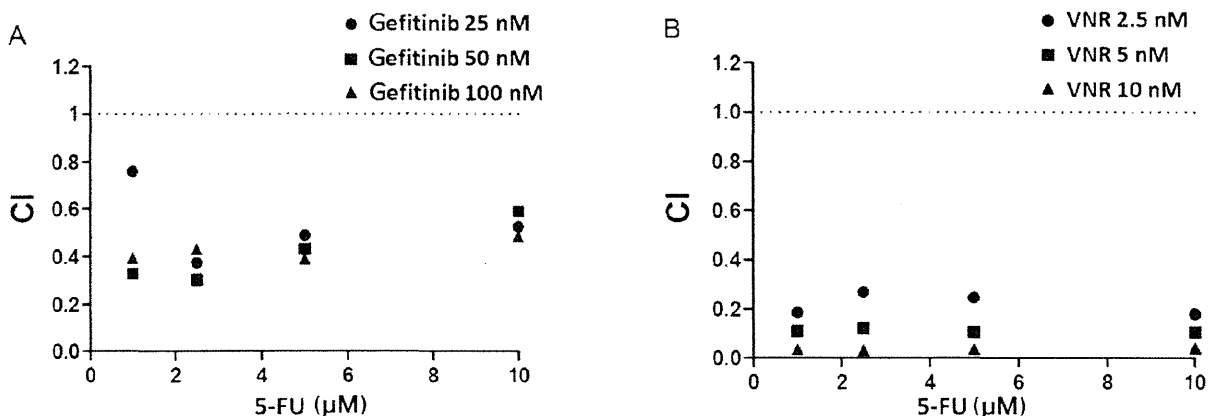 A
● Gefitinib 25 nM
■ Gefitinib 50 nM
▲ Gefitinib 100 nM
1.2
1
0.8
0.6
0.4
0.2
0.0
CI
0 2 4 6 8 10
5-FU (μM)
B
● VNR 2.5 nM
■ VNR 5 nM
▲ VNR 10 nM
1.2
1.0
0.8
0.6
0.4
0.2
0.0
CI
0 2 4 6 8 10
5-FU (μM)